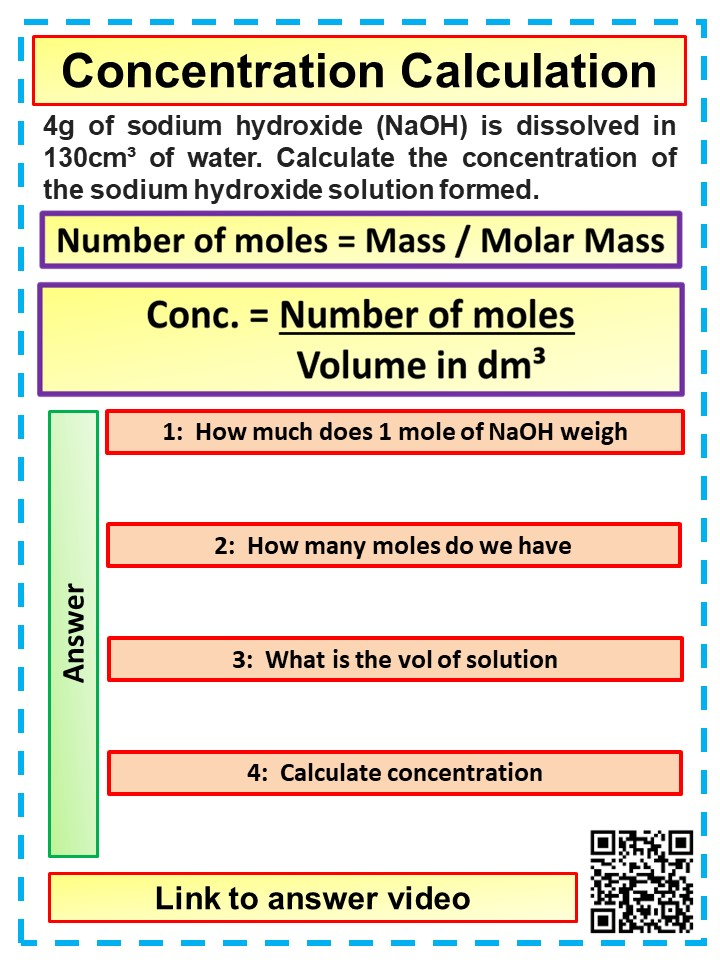 Concentration Calculation
4g of sodium hydroxide (NaOH) is dissolved in
130cm³ of water. Calculate the concentration of
the sodium hydroxide solution formed.
Number of moles = Mass / Molar Mass
Conc. = Number of moles
Volume in dm³
Answer
1: How much does 1 mole of NaOH weigh
2: How many moles do we have
3: What is the vol of solution
4: Calculate concentration
Link to answer video